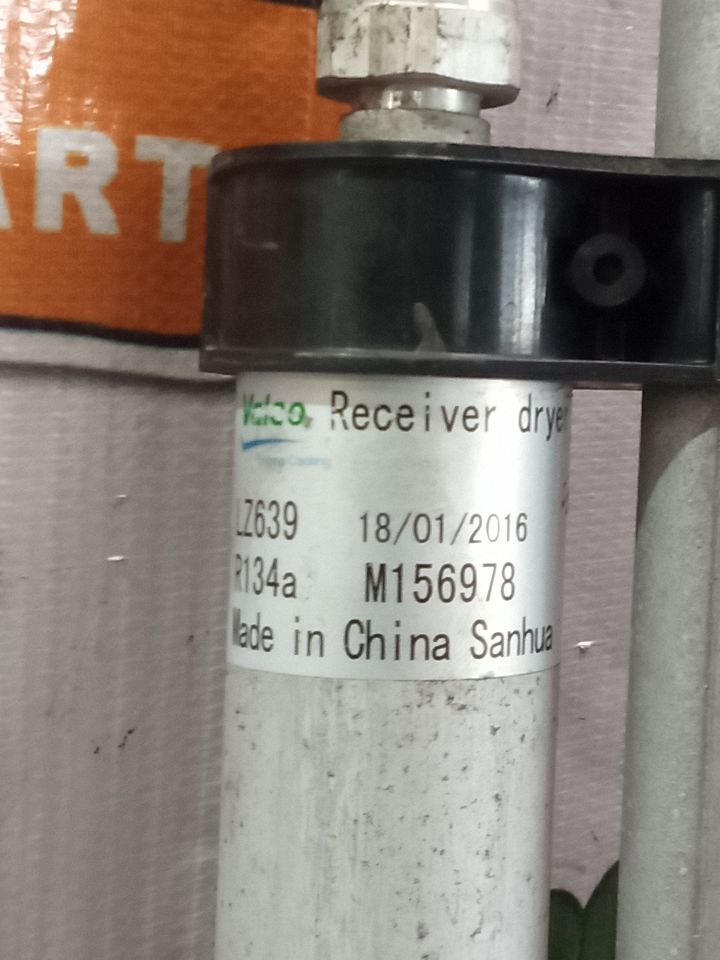 ART
Valeo Receiver drye
LZ639 18/01/2016
R134a M156978
Made in China Sanhua